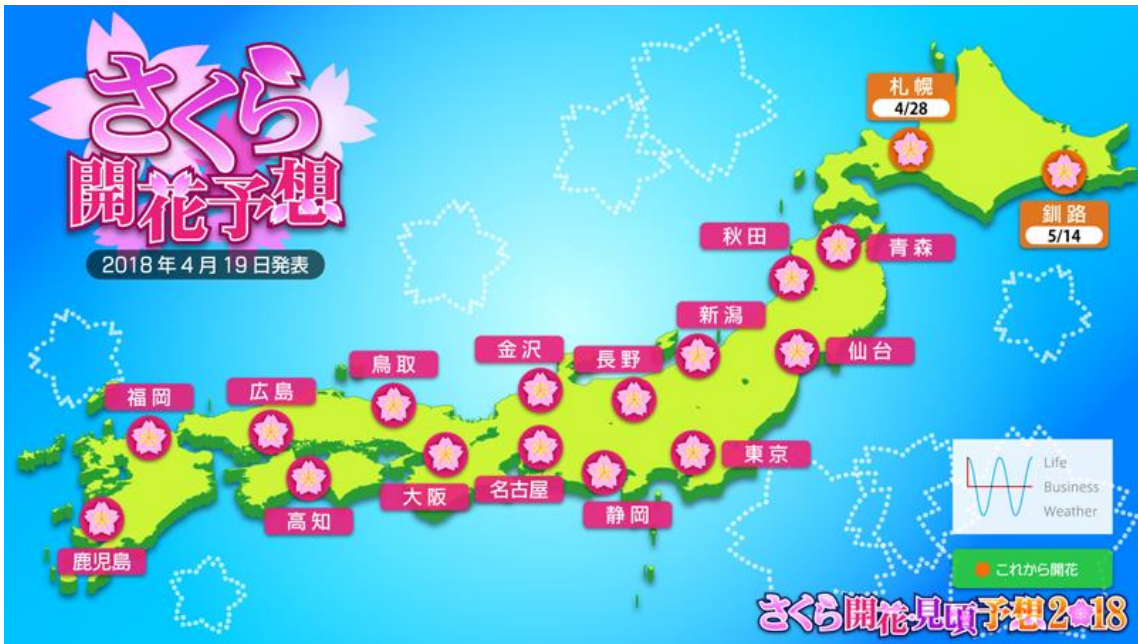 さくら
開花予想
2018年4月19日発表
札幌
4/28
釧路
5/14
秋田
青森
新潟
仙台
金沢
長野
鳥取
広島
福岡
東京
大阪
名古屋
静岡
高知
鹿児島
Life
Business
Weather
これから開花
さくら開花・見頃予想2018